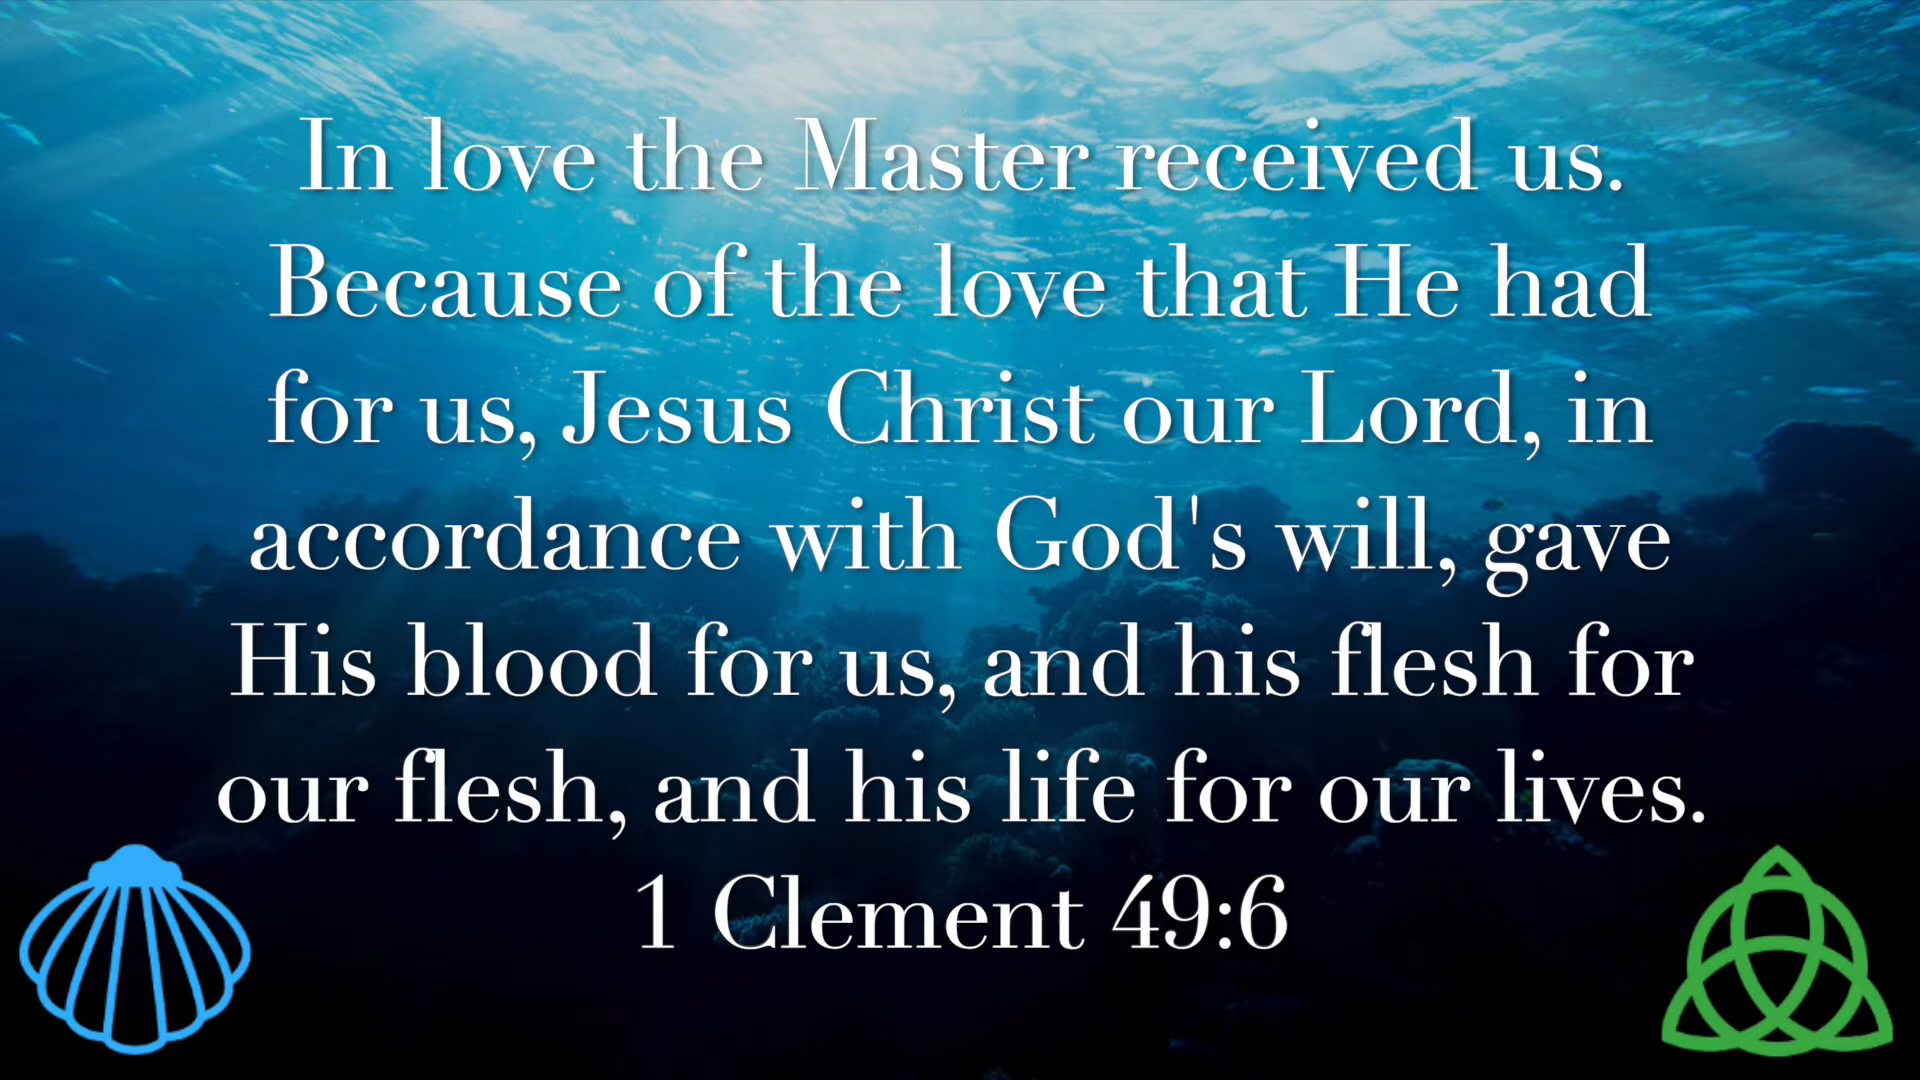 In love the Master received us.
Because of the love that He had
for us, Jesus Christ our Lord, in
accordance with God's will, gave
His blood for us, and his flesh for
our flesh, and his life for our lives.
1 Clement 49:6